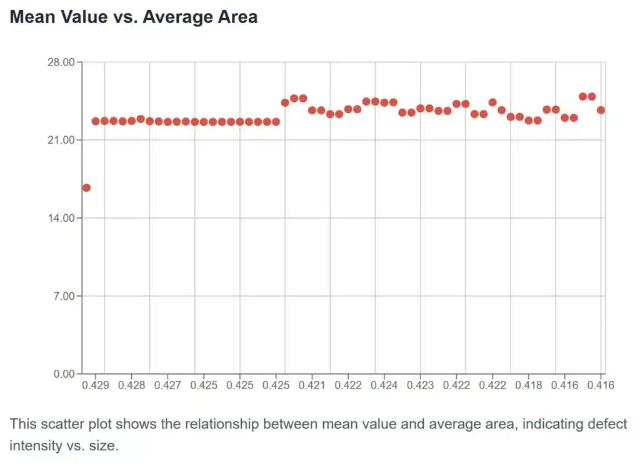 Mean Value vs. Average Area
28.00
21.00
14.00
7.00
0.00
0.429 0.428 0.427 0.425 0.425 0.425 0.421 0.422 0.424 0.423 0.422 0.422 0.418 0.416 0.416
This scatter plot shows the relationship between mean value and average area, indicating defect
intensity vs. size.